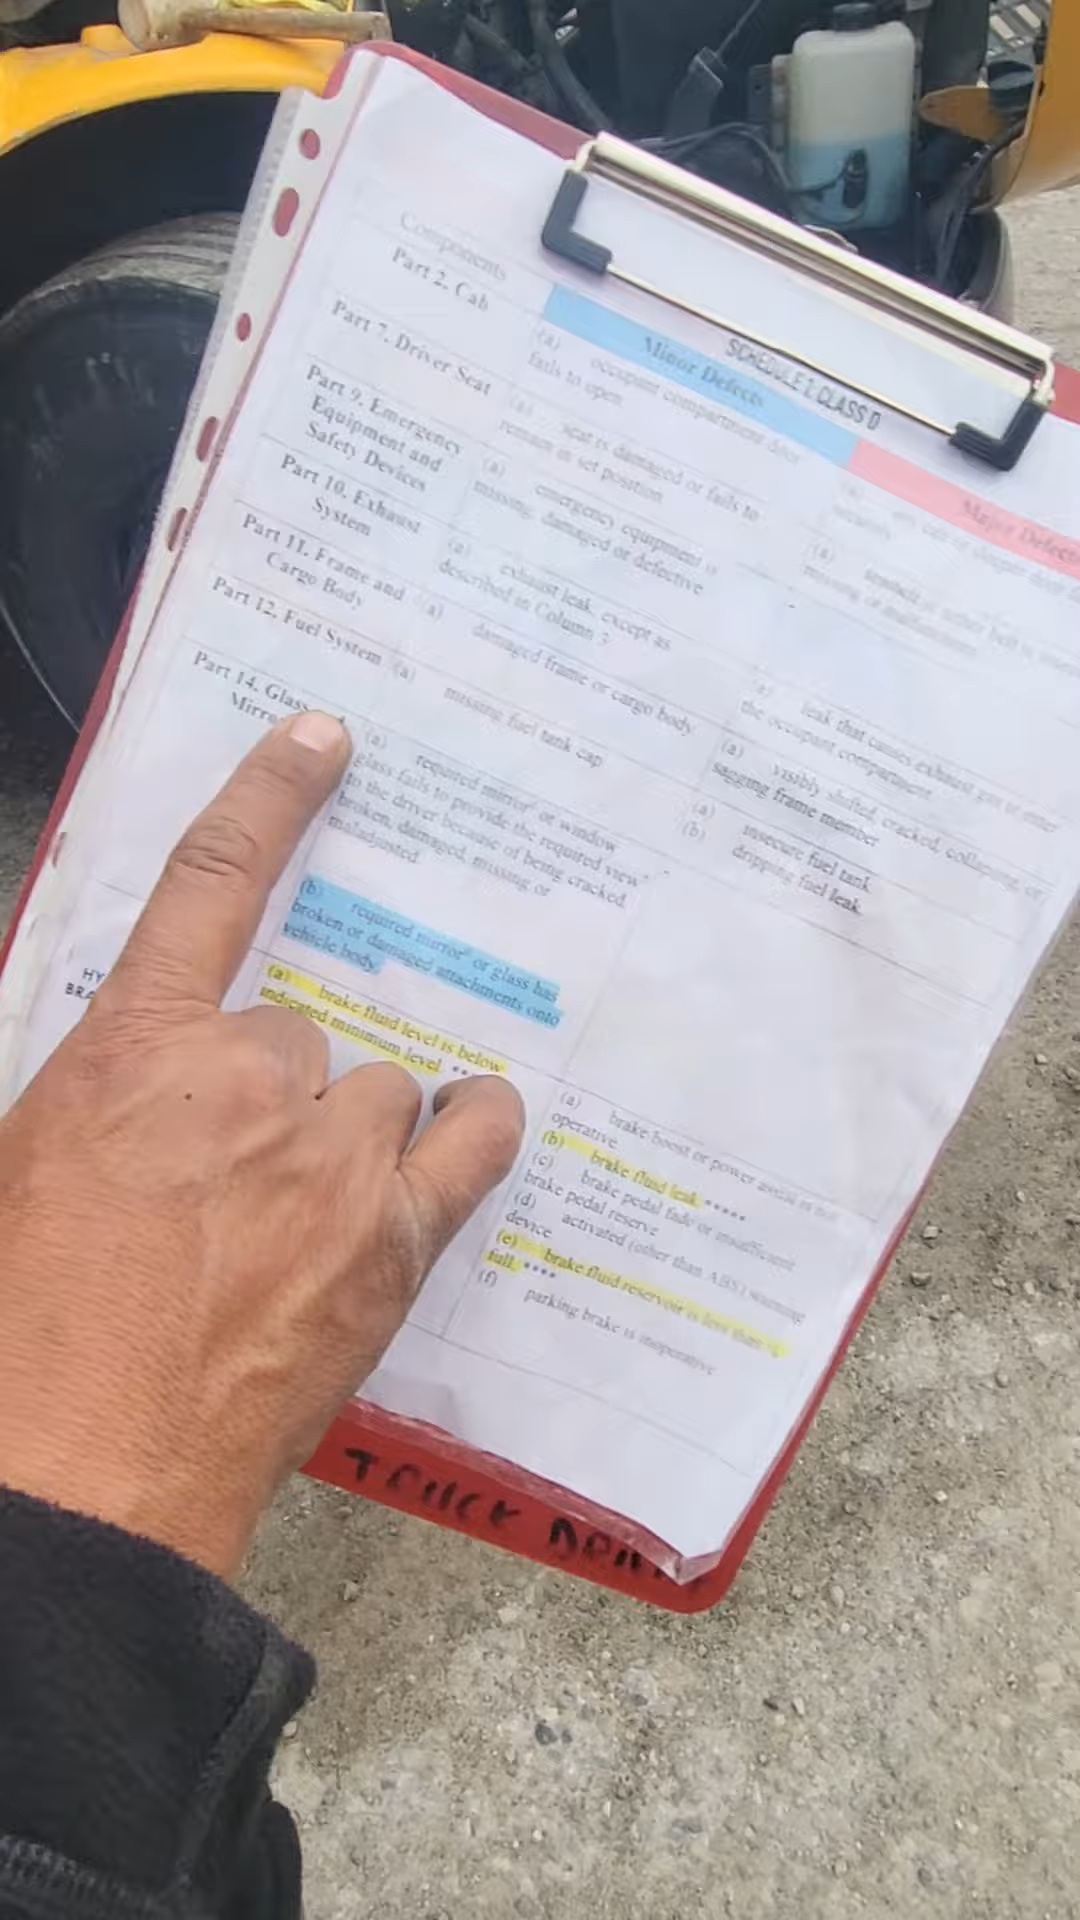 SCHEDULE 1 CLASS D
Components
Minor Defects
Major Defects
Part 2. Cab
(a) occupant compartment door
fails to open
Part 7. Driver Seat
(a) seat is damaged or fails to
remain in set position
(a)
Part 9. Emergency
Equipment and
Safety Devices
(a) emergency equipment is
missing, damaged or defective
Part 10. Exhaust
System
(a) exhaust leak, except as
described in Column 3
(a) leak that causes exhaust gas to enter
the occupant compartment
Part 11. Frame and
Cargo Body
(a) damaged frame or cargo body
(a) visibly shifted, cracked, collapsing or
sagging frame member
Part 12. Fuel System
(a) missing fuel tank cap
(a) insecure fuel tank
(b) dripping fuel leak
Part 14. Glass
(a) required mirror or window
glass fails to provide the required view
to the driver because of being cracked,
broken, damaged, missing or
maladjusted.
(b) required mirror or glass has
broken or damaged attachments onto
vehicle body.
HY
BRA
(a) brake fluid level is below
indicated minimum level
(a) brake boost or power assist is not
operative
(b) brake fluid leak *****
(c) brake pedal fade or insufficient
brake pedal reserve
(d) activated (other than ABS) warning
device
(e) brake fluid reservoir is less than
full. ****
(f) parking brake is inoperative
TRUCK